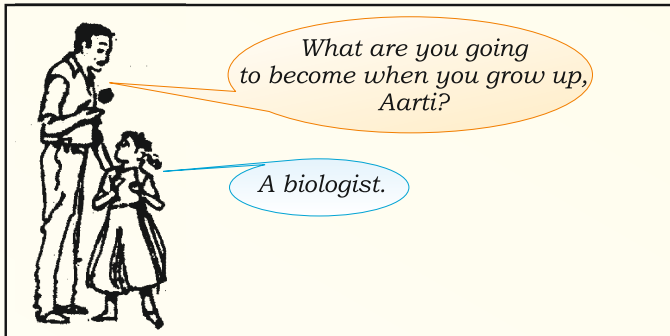 What are you going
to become when you grow up,
Aarti?
A biologist.